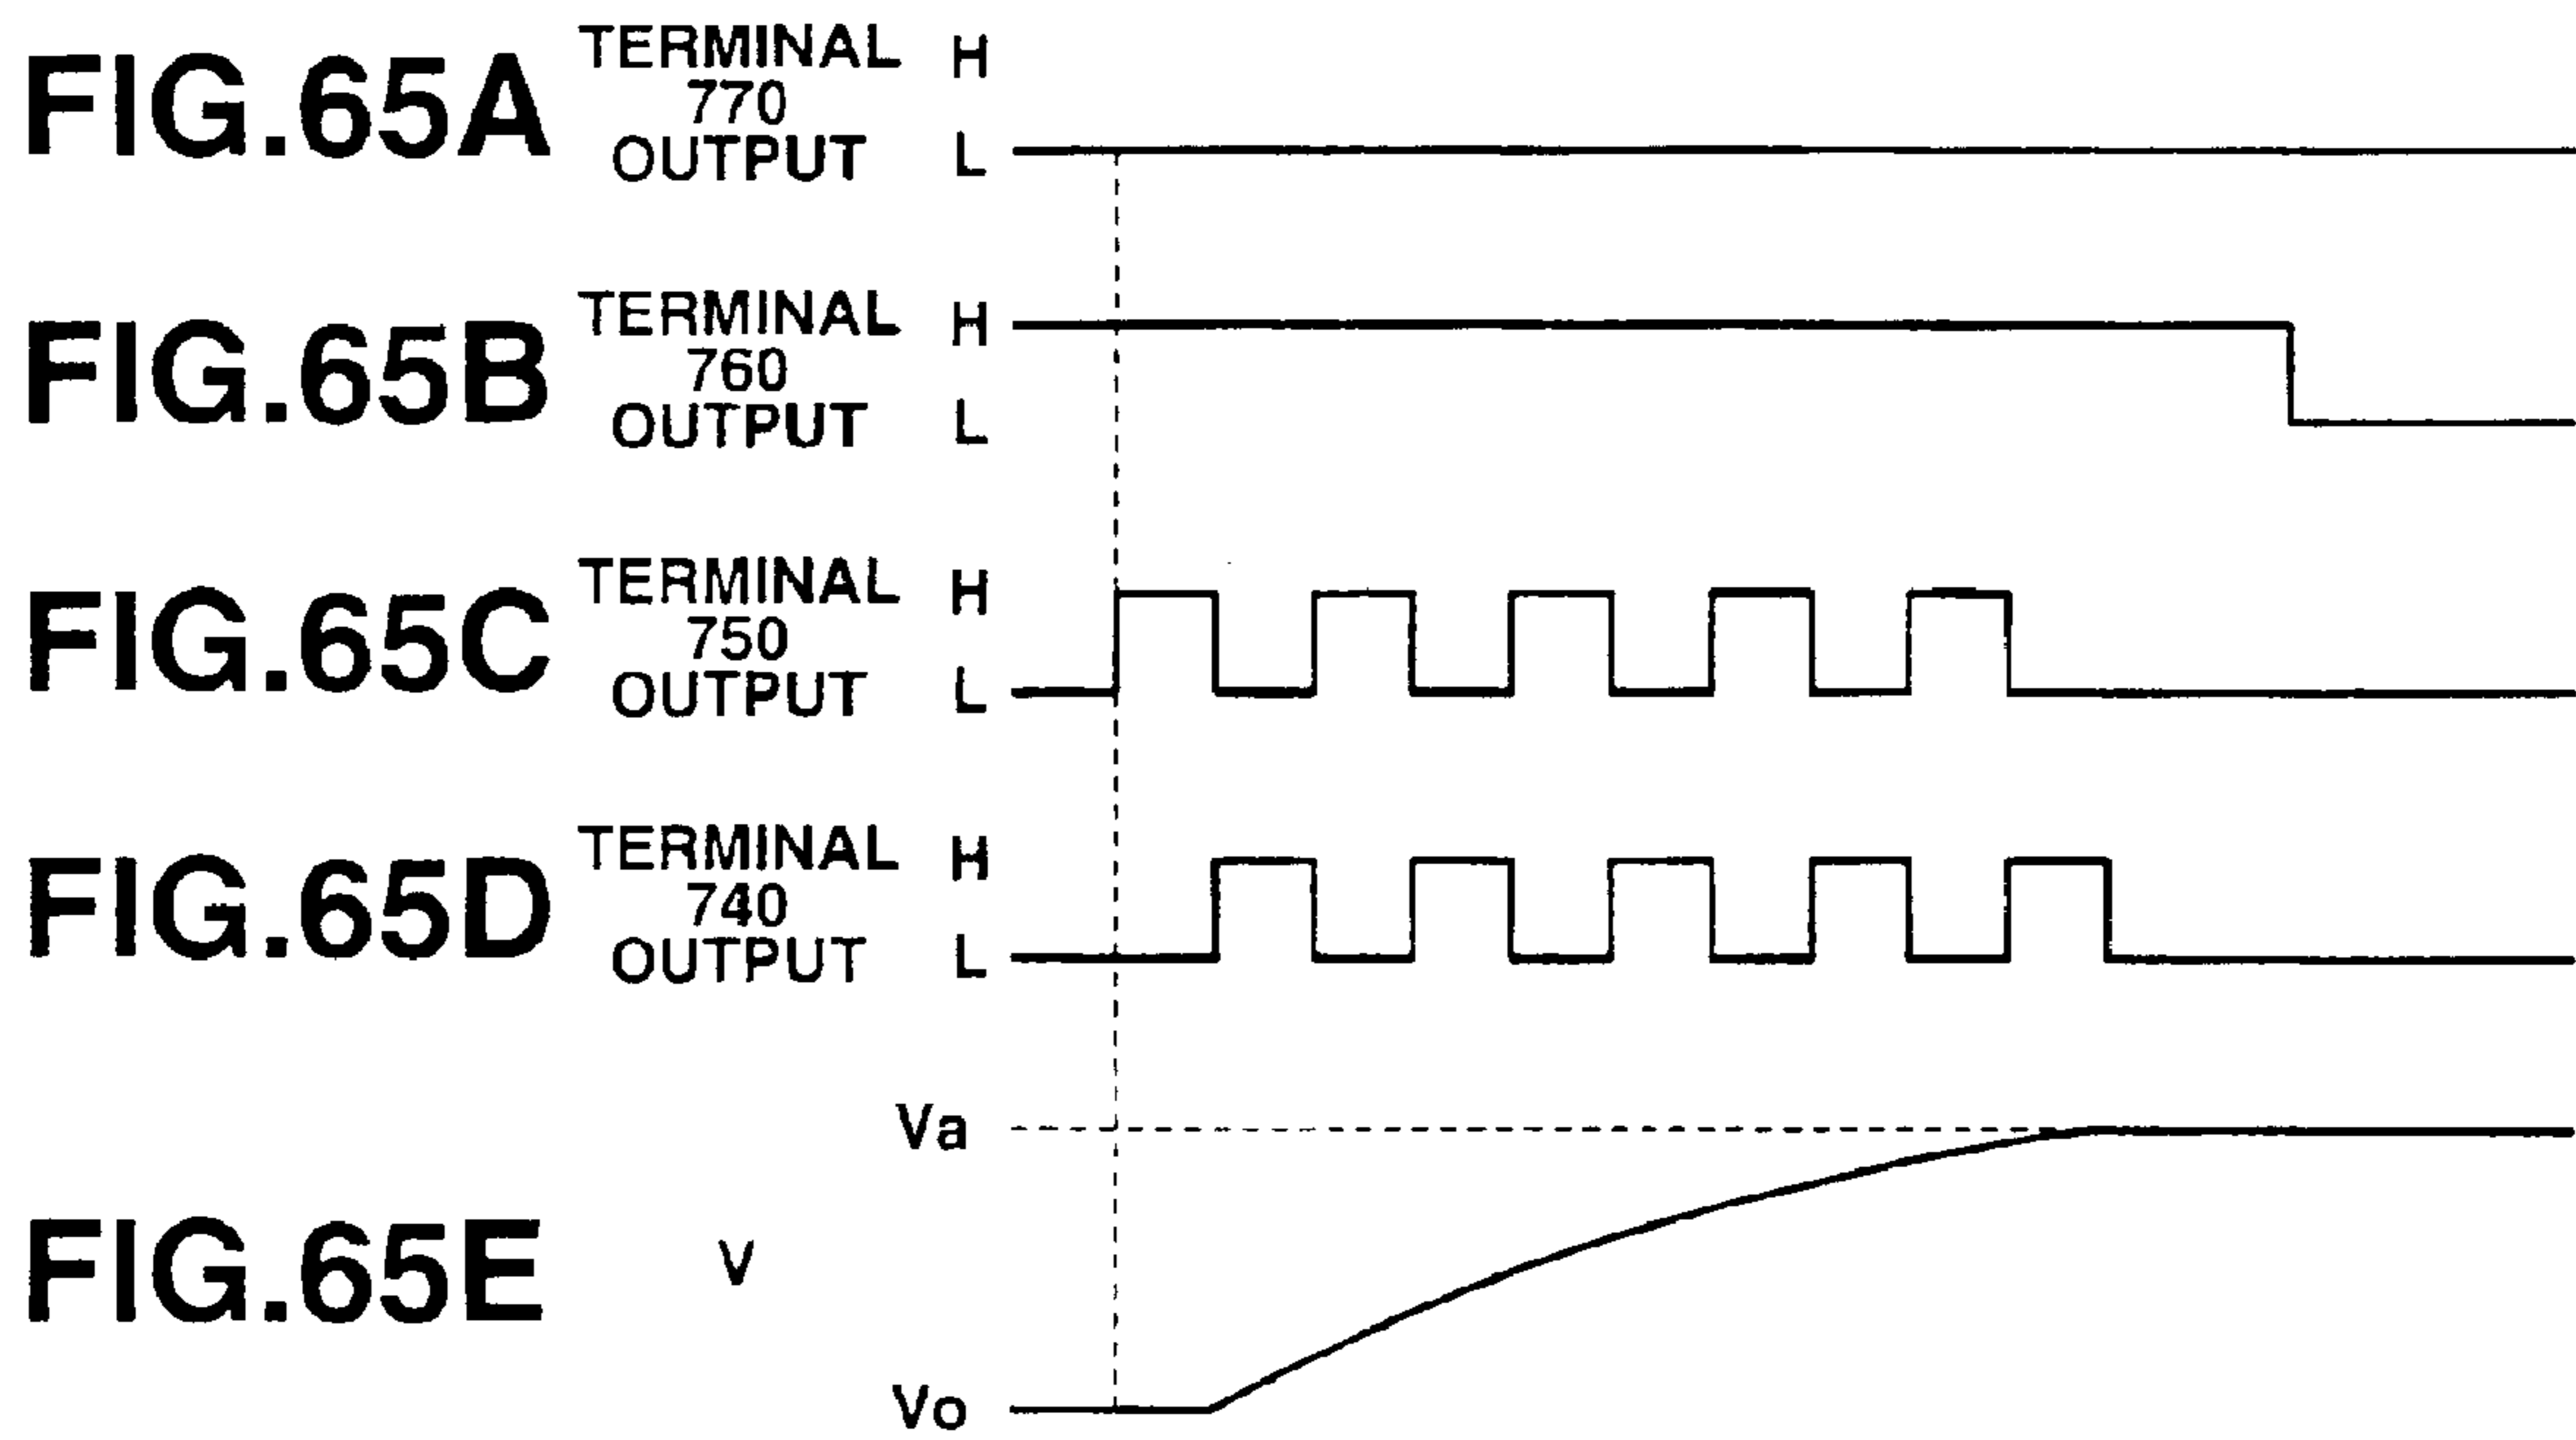 FIG.65A
TERMINAL
770
OUTPUT
H
L
FIG.65B
TERMINAL
760
OUTPUT
H
L
FIG.65C
TERMINAL
750
OUTPUT
H
L
FIG.65D
TERMINAL
740
OUTPUT
H
L
FIG.65E
V
Va
Vo